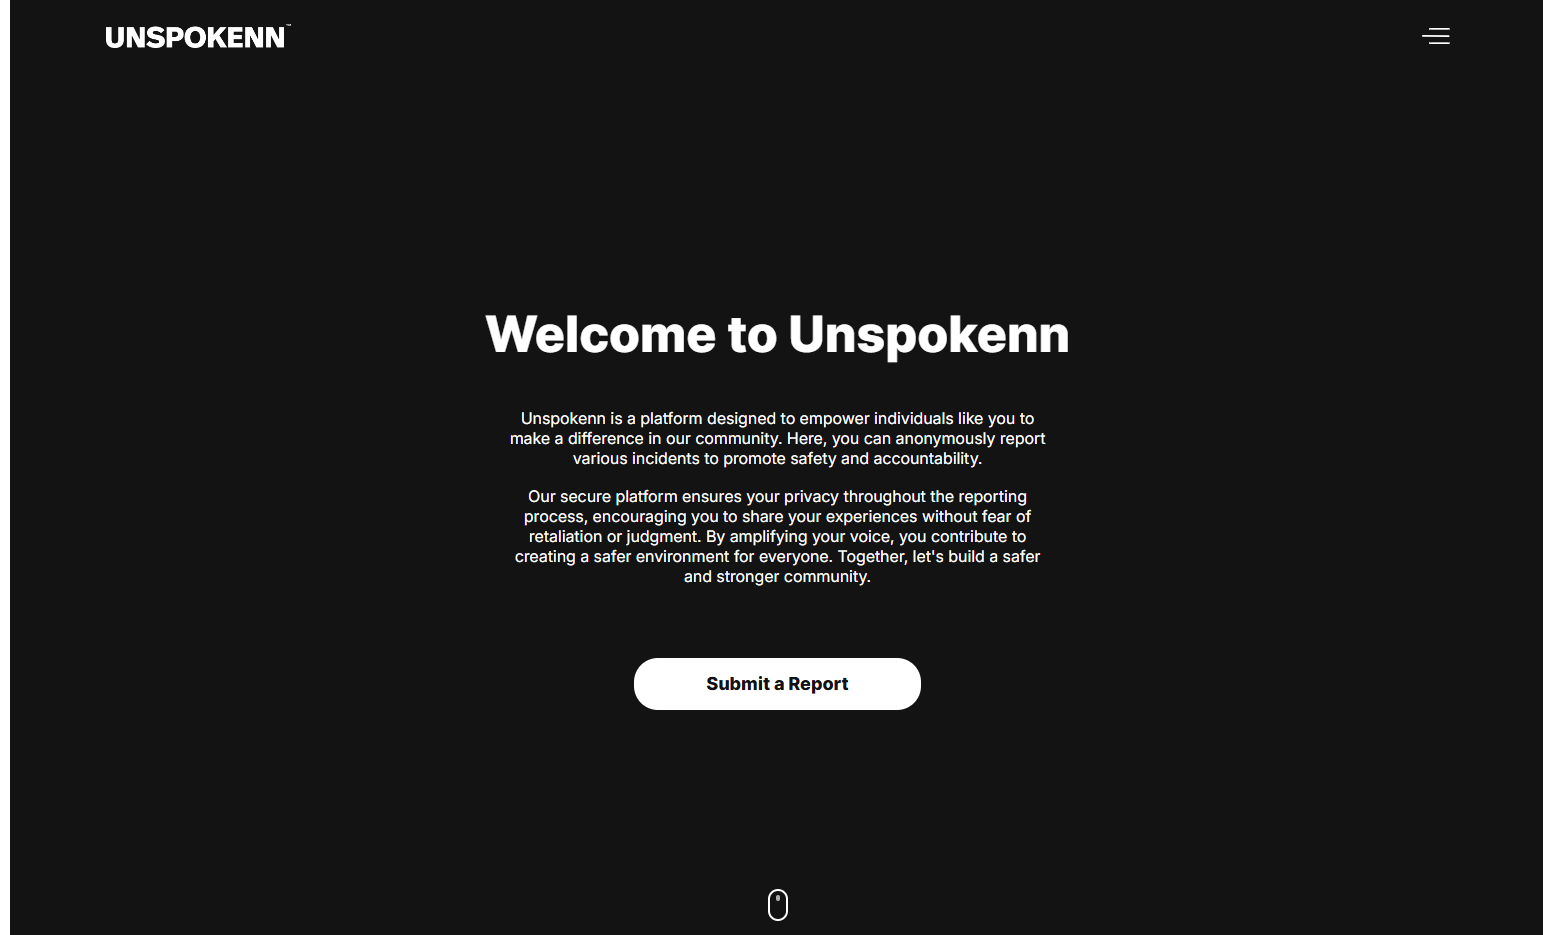 UNSPOKENN™
Welcome to Unspokenn
Unspokenn is a platform designed to empower individuals like you to
make a difference in our community. Here, you can anonymously report
various incidents to promote safety and accountability.
Our secure platform ensures your privacy throughout the reporting
process, encouraging you to share your experiences without fear of
retaliation or judgment. By amplifying your voice, you contribute to
creating a safer environment for everyone. Together, let's build a safer
and stronger community.
Submit a Report